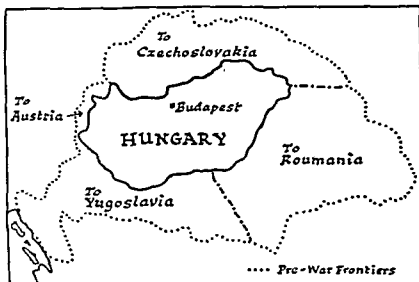 To
Czechoslovakia
To
Austria
Budapest
HUNGARY
To
Roumania
To
Yugoslavia
Pre-War Frontiers